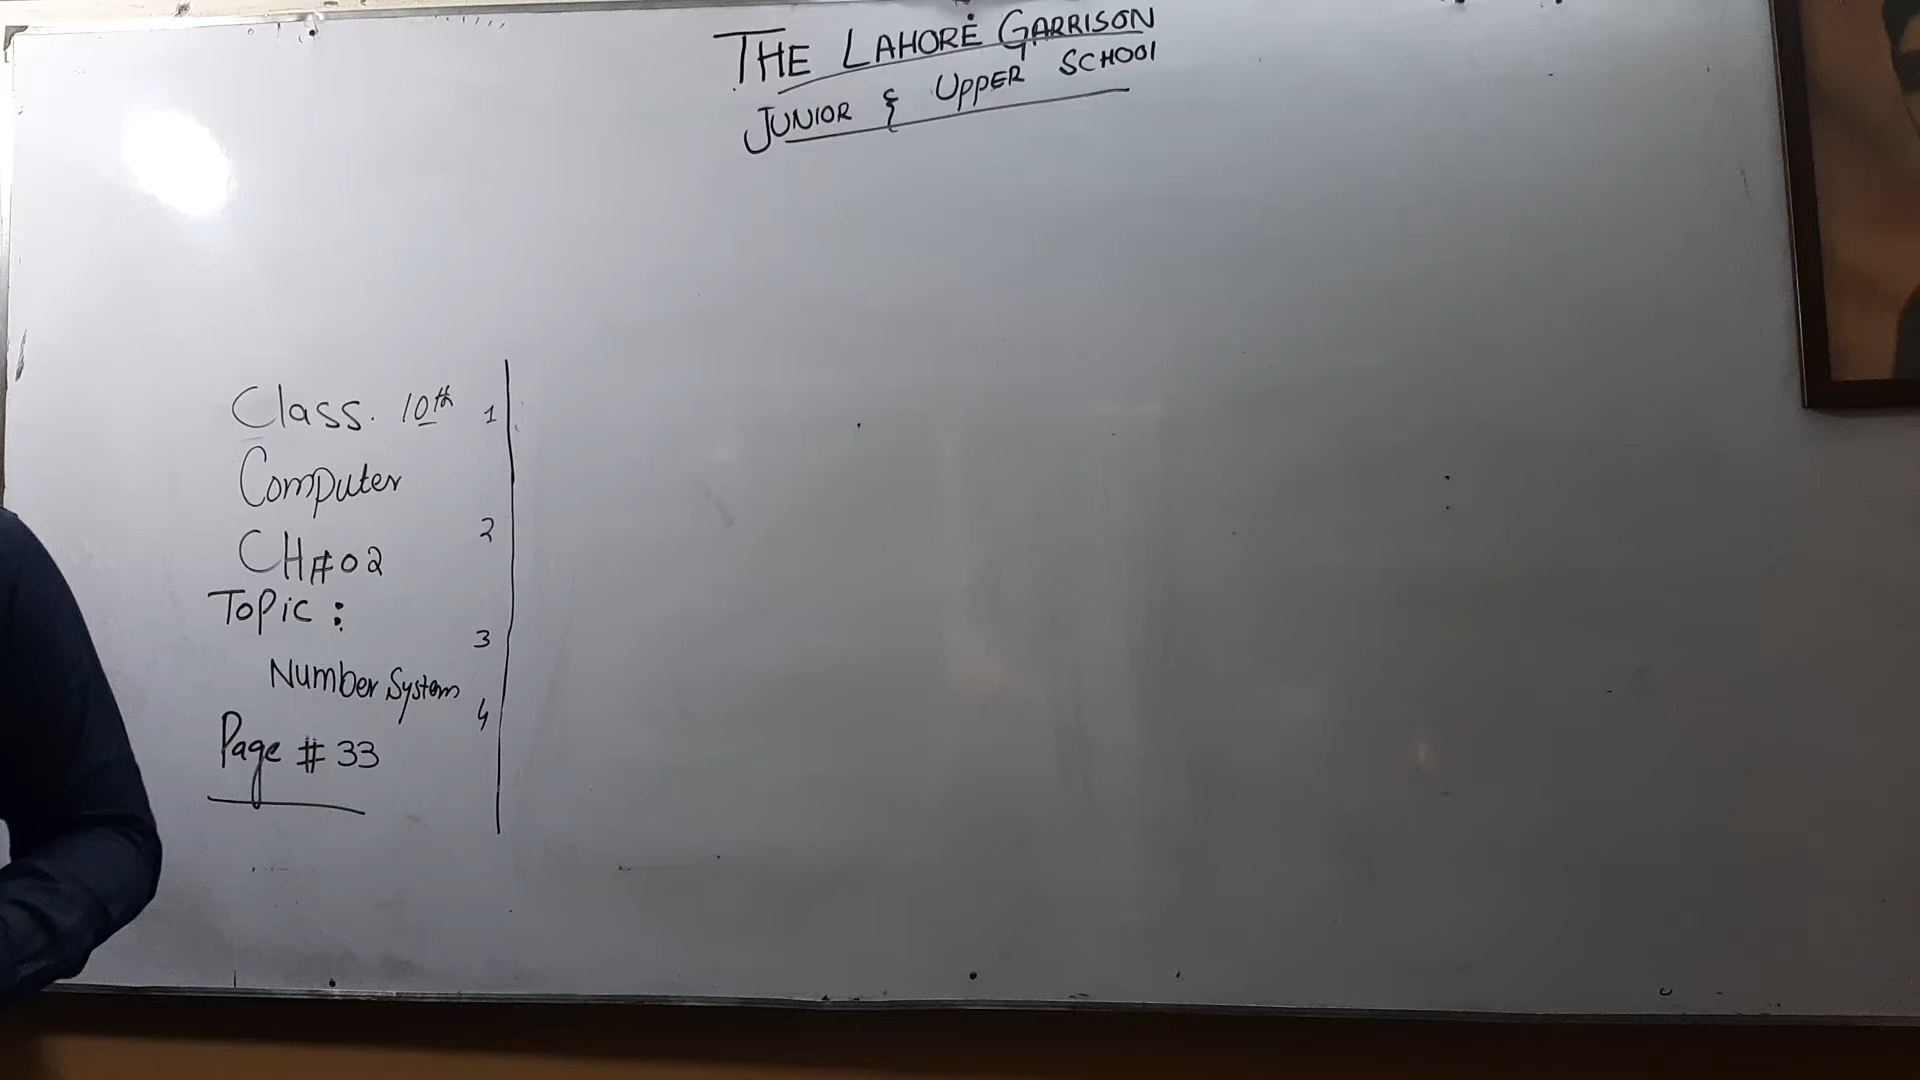 THE LAHORE GARRISON
JUNIOR & UPPER SCHOOL
Class. 10th 1
Computer
2
CH#02
Topic :
3
Number System
4
Page # 33